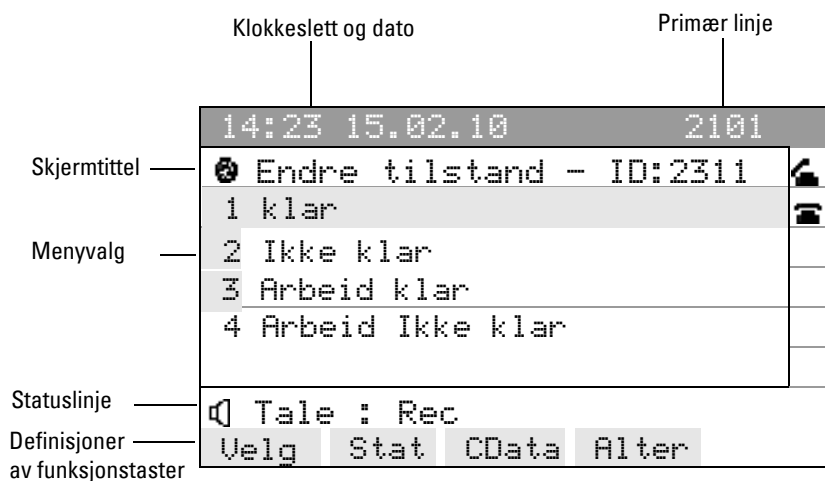 Klokkeslett og dato
Primær linje
14:23 15.02.10 2101
Skjermtittel
Endre tilstand - ID:2311
1 klar
Menyvalg
2 Ikke klar
3 Arbeid klar
4 Arbeid Ikke klar
Statuslinje
Tale : Rec
Definisjoner
av funksjonstaster
Velg Stat CData Alter